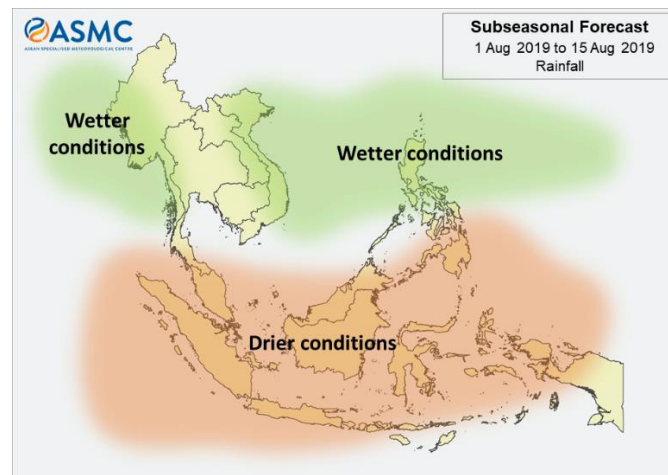 ASMC
ASEAN SPECIALISED METEOROLOGICAL CENTER
Subseasonal Forecast
1 Aug 2019 to 15 Aug 2019
Rainfall
Wetter
conditions
Wetter conditions
Drier conditions